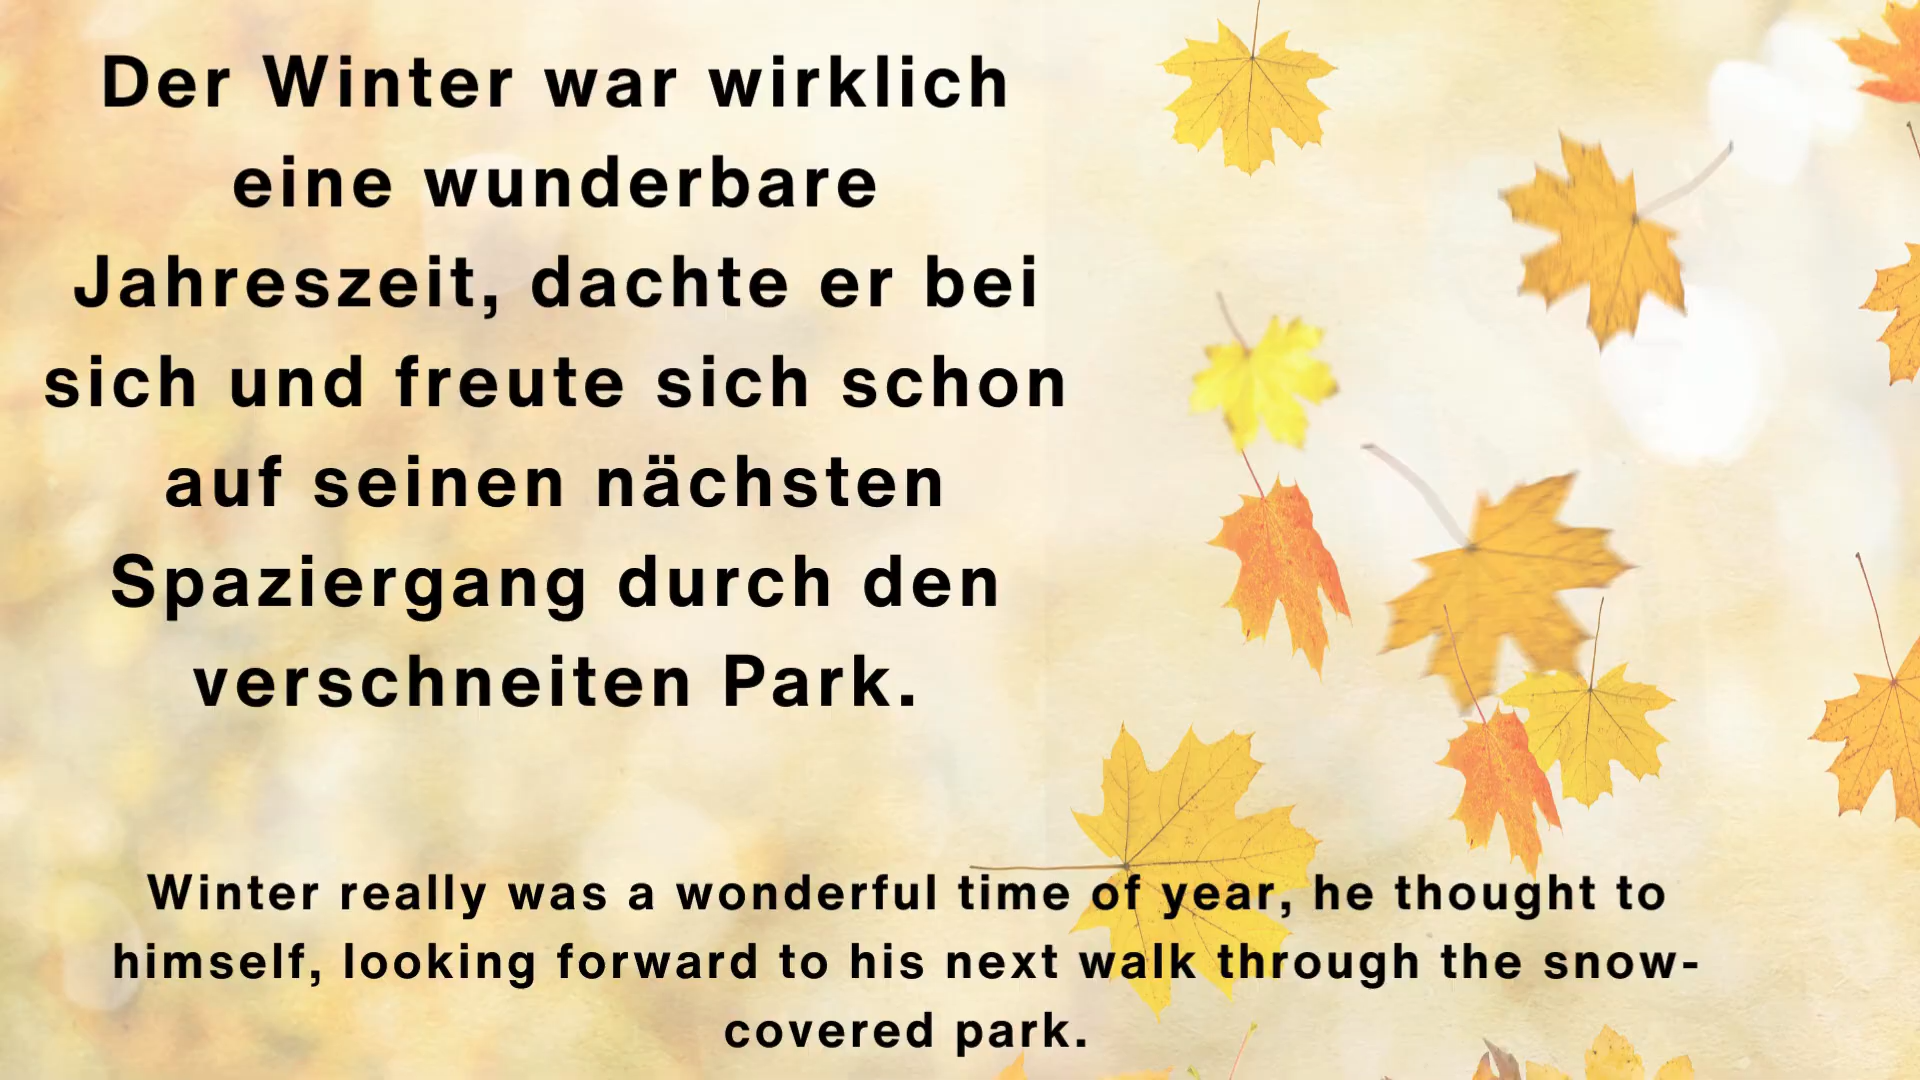 Der Winter war wirklich
eine wunderbare
Jahreszeit, dachte er bei
sich und freute sich schon
auf seinen nächsten
Spaziergang durch den
verschneiten Park.
Winter really was a wonderful time of year, he thought to
himself, looking forward to his next walk through the snow-
covered park.